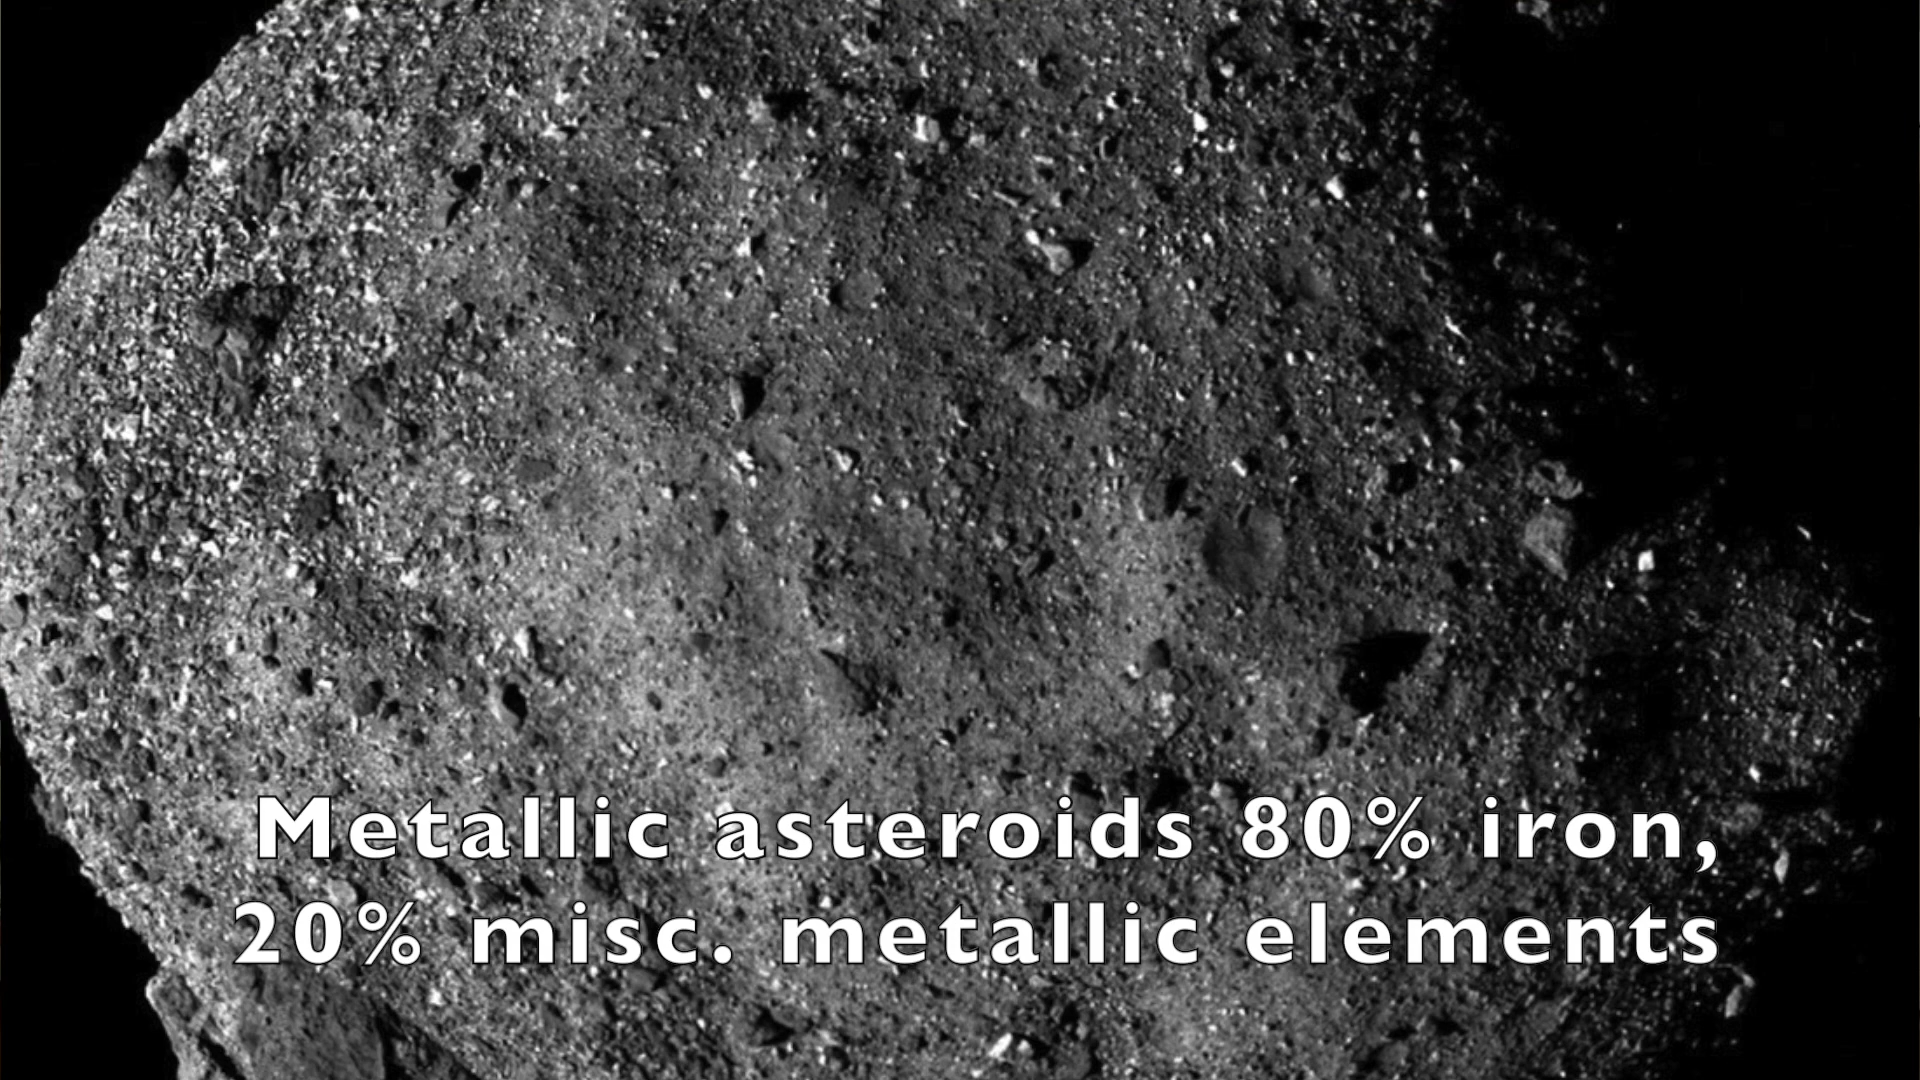 Metallic asteroids 80% iron,
20% misc. metallic elements